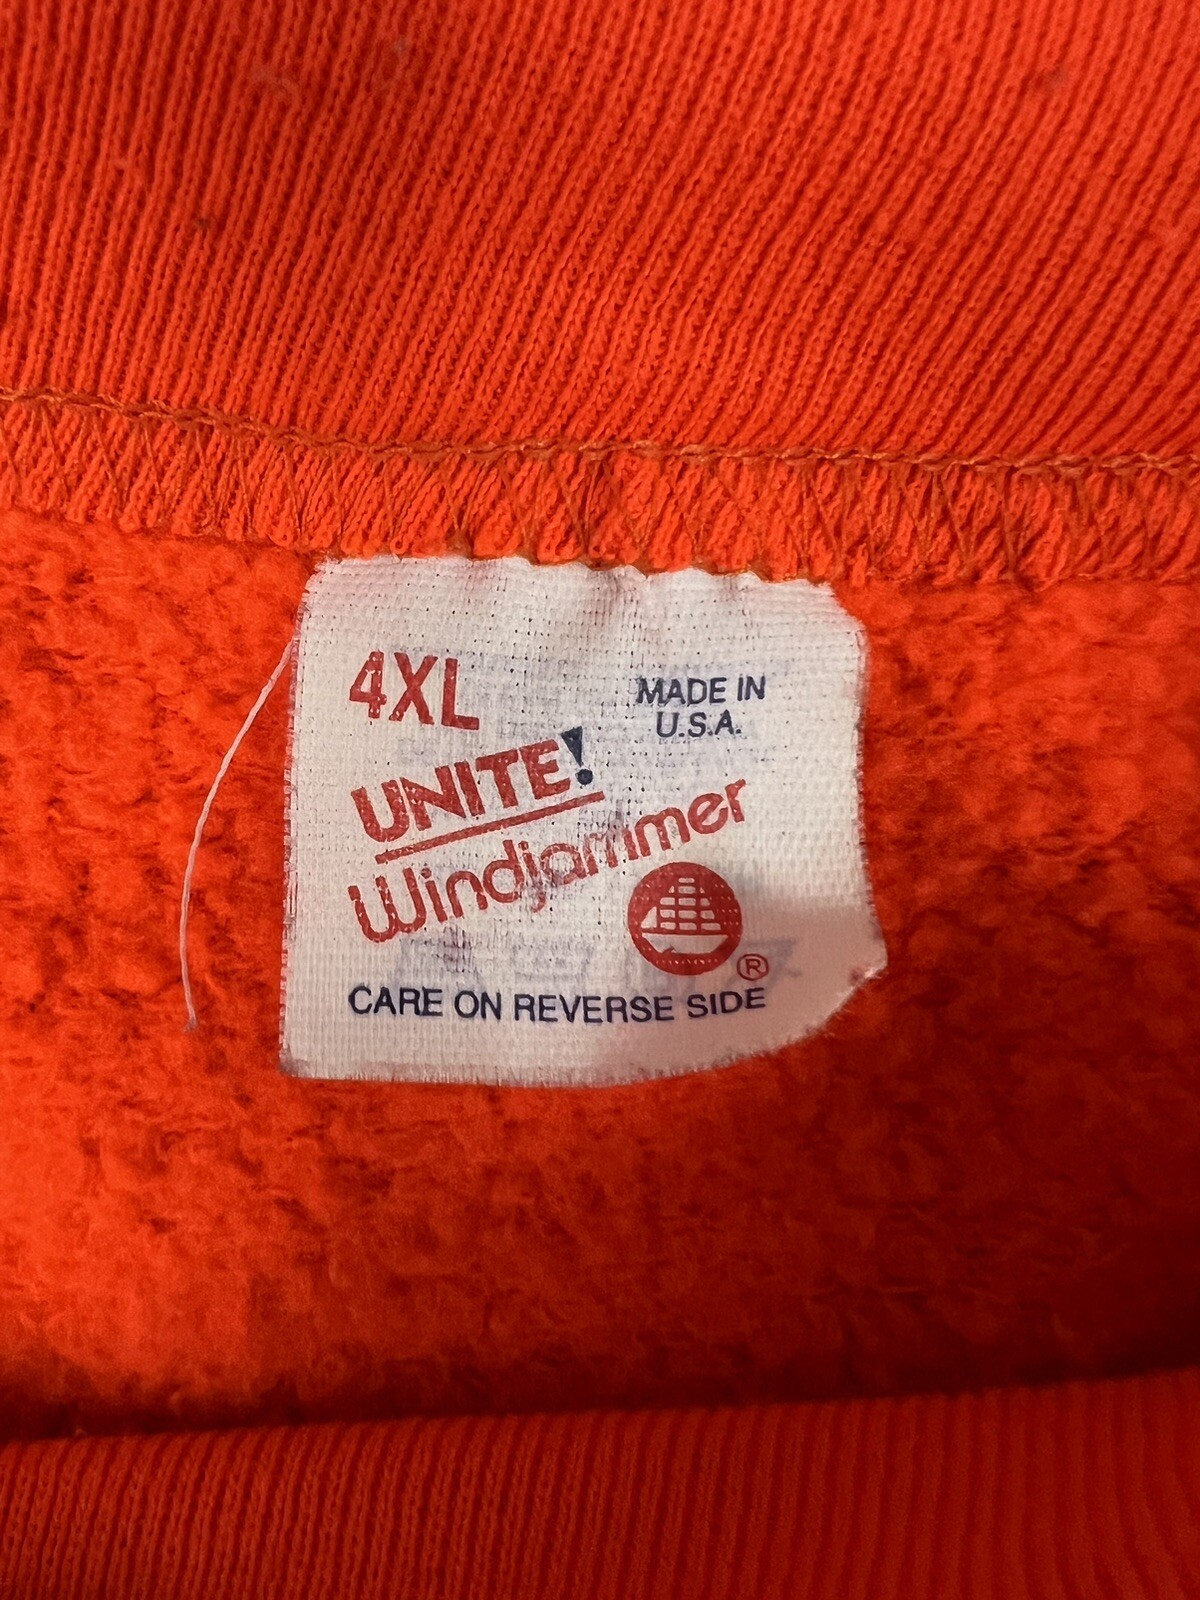 4XL
MADE IN
U.S.A.
UNITE!
Windjammer
®
CARE ON REVERSE SIDE